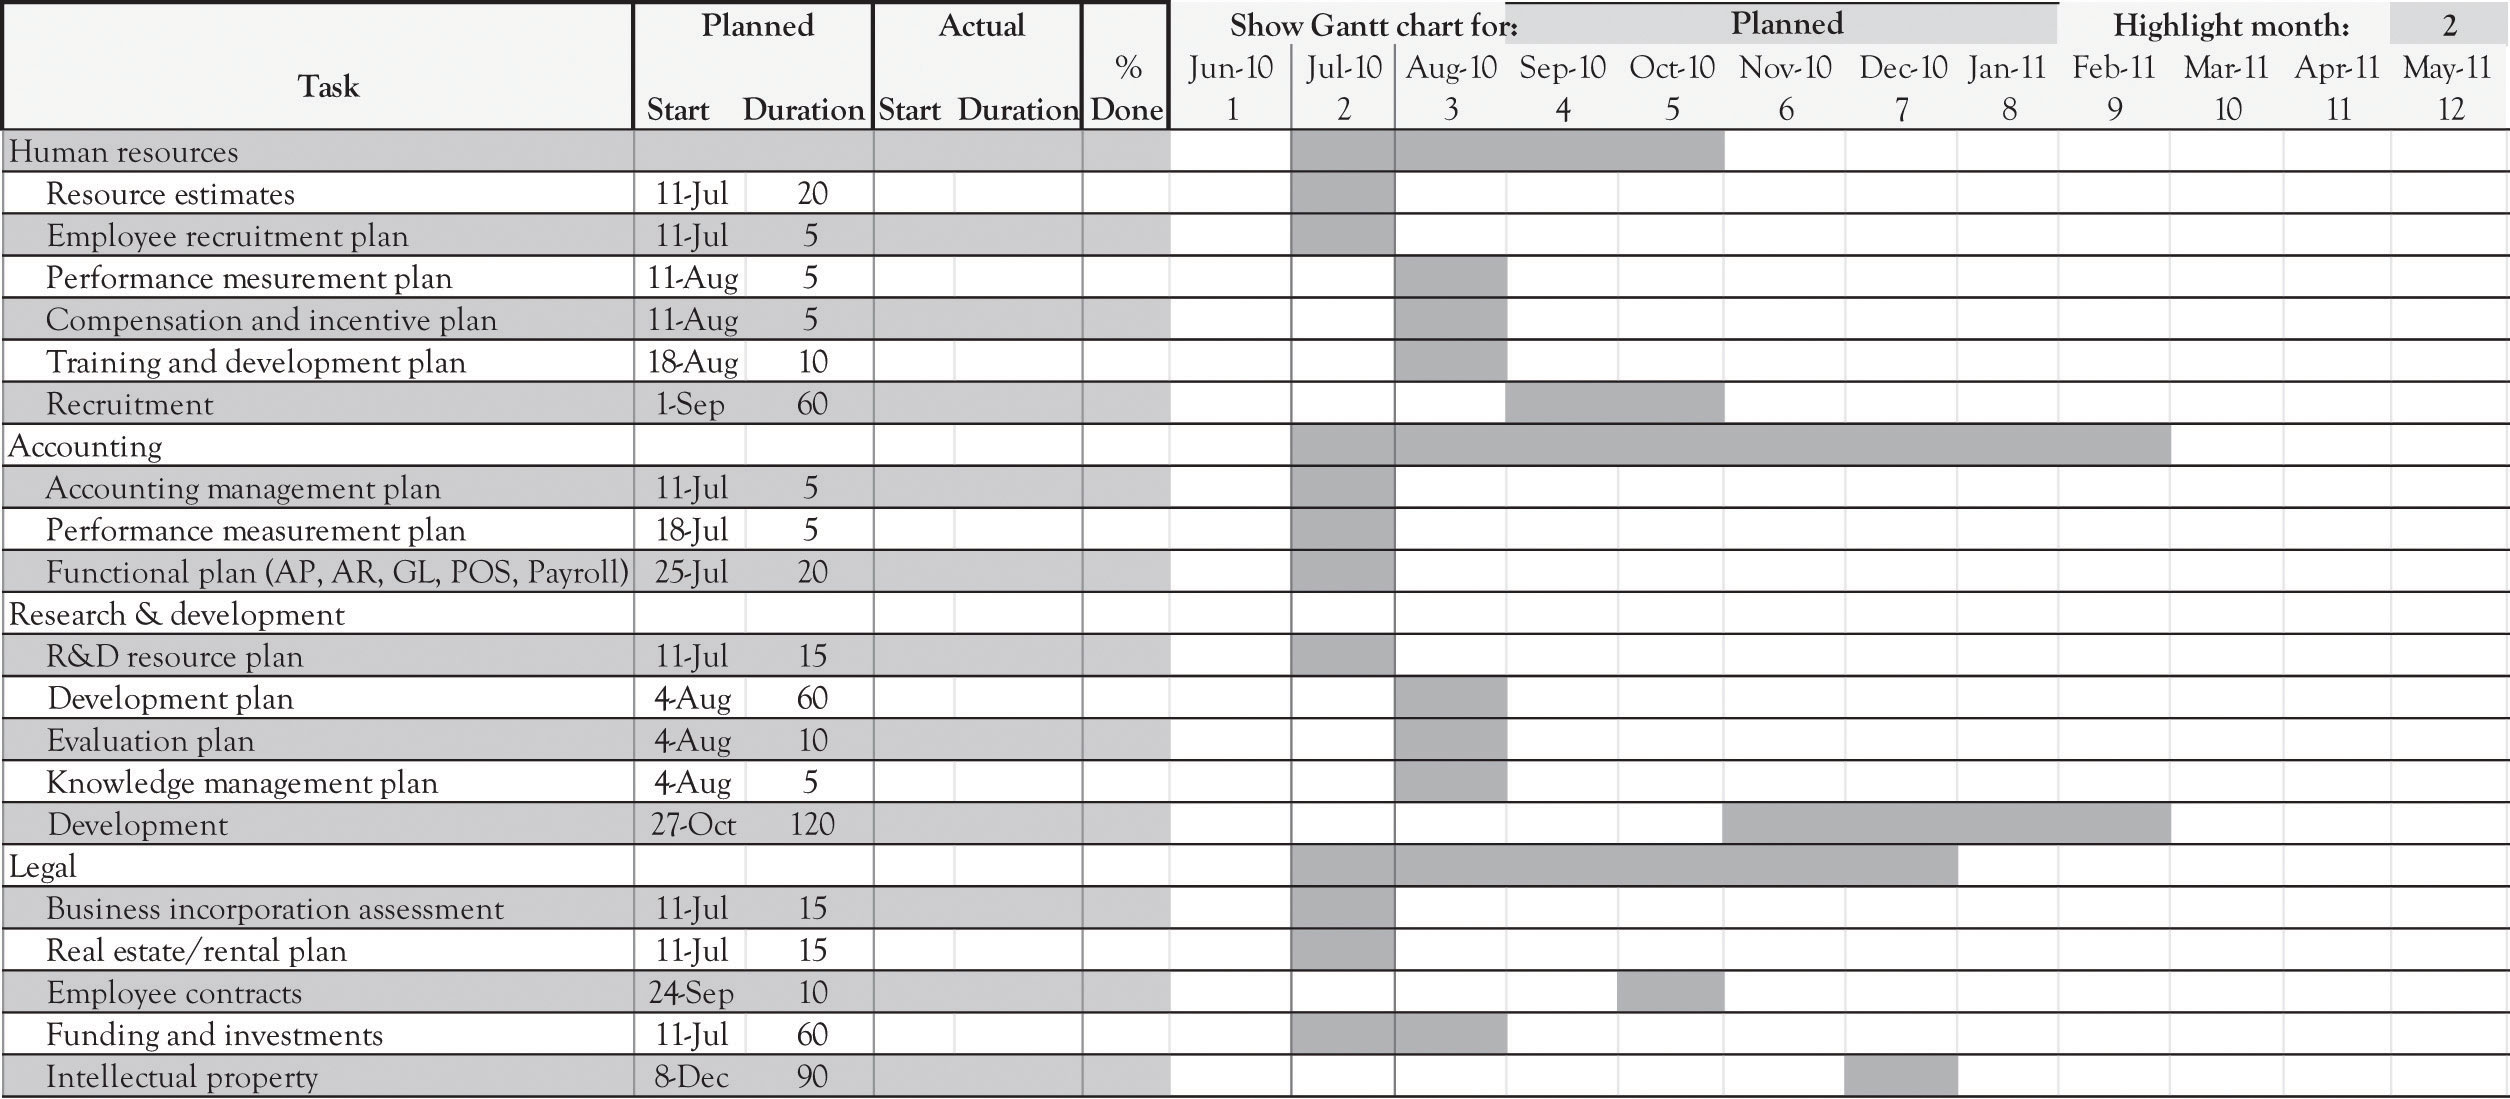 Planned Actual Show Gantt chart for: Planned Highlight month: 2
% Jun-10 Jul-10 Aug-10 Sep-10 Oct-10 Nov-10 Dec-10 Jan-11 Feb-11 Mar-11 Apr-11 May-11
Task
Start Duration Start Duration Done 1 2 3 4 5 6 7 8 9 10 11 12
Human resources
Resource estimates 11-Jul 20
Employee recruitment plan 11-Jul 5
Performance mesurement plan 11-Aug 5
Compensation and incentive plan 11-Aug 5
Training and development plan 18-Aug 10
Recruitment 1-Sep 60
Accounting
Accounting management plan 11-Jul 5
Performance measurement plan 18-Jul 5
Functional plan (AP, AR, GL, POS, Payroll) 25-Jul 20
Research & development
R&D resource plan 11-Jul 15
Development plan 4-Aug 60
Evaluation plan 4-Aug 10
Knowledge management plan 4-Aug 5
Development 27-Oct 120
Legal
Business incorporation assessment 11-Jul 15
Real estate/rental plan 11-Jul 15
Employee contracts 24-Sep 10
Funding and investments 11-Jul 60
Intellectual property 8-Dec 90